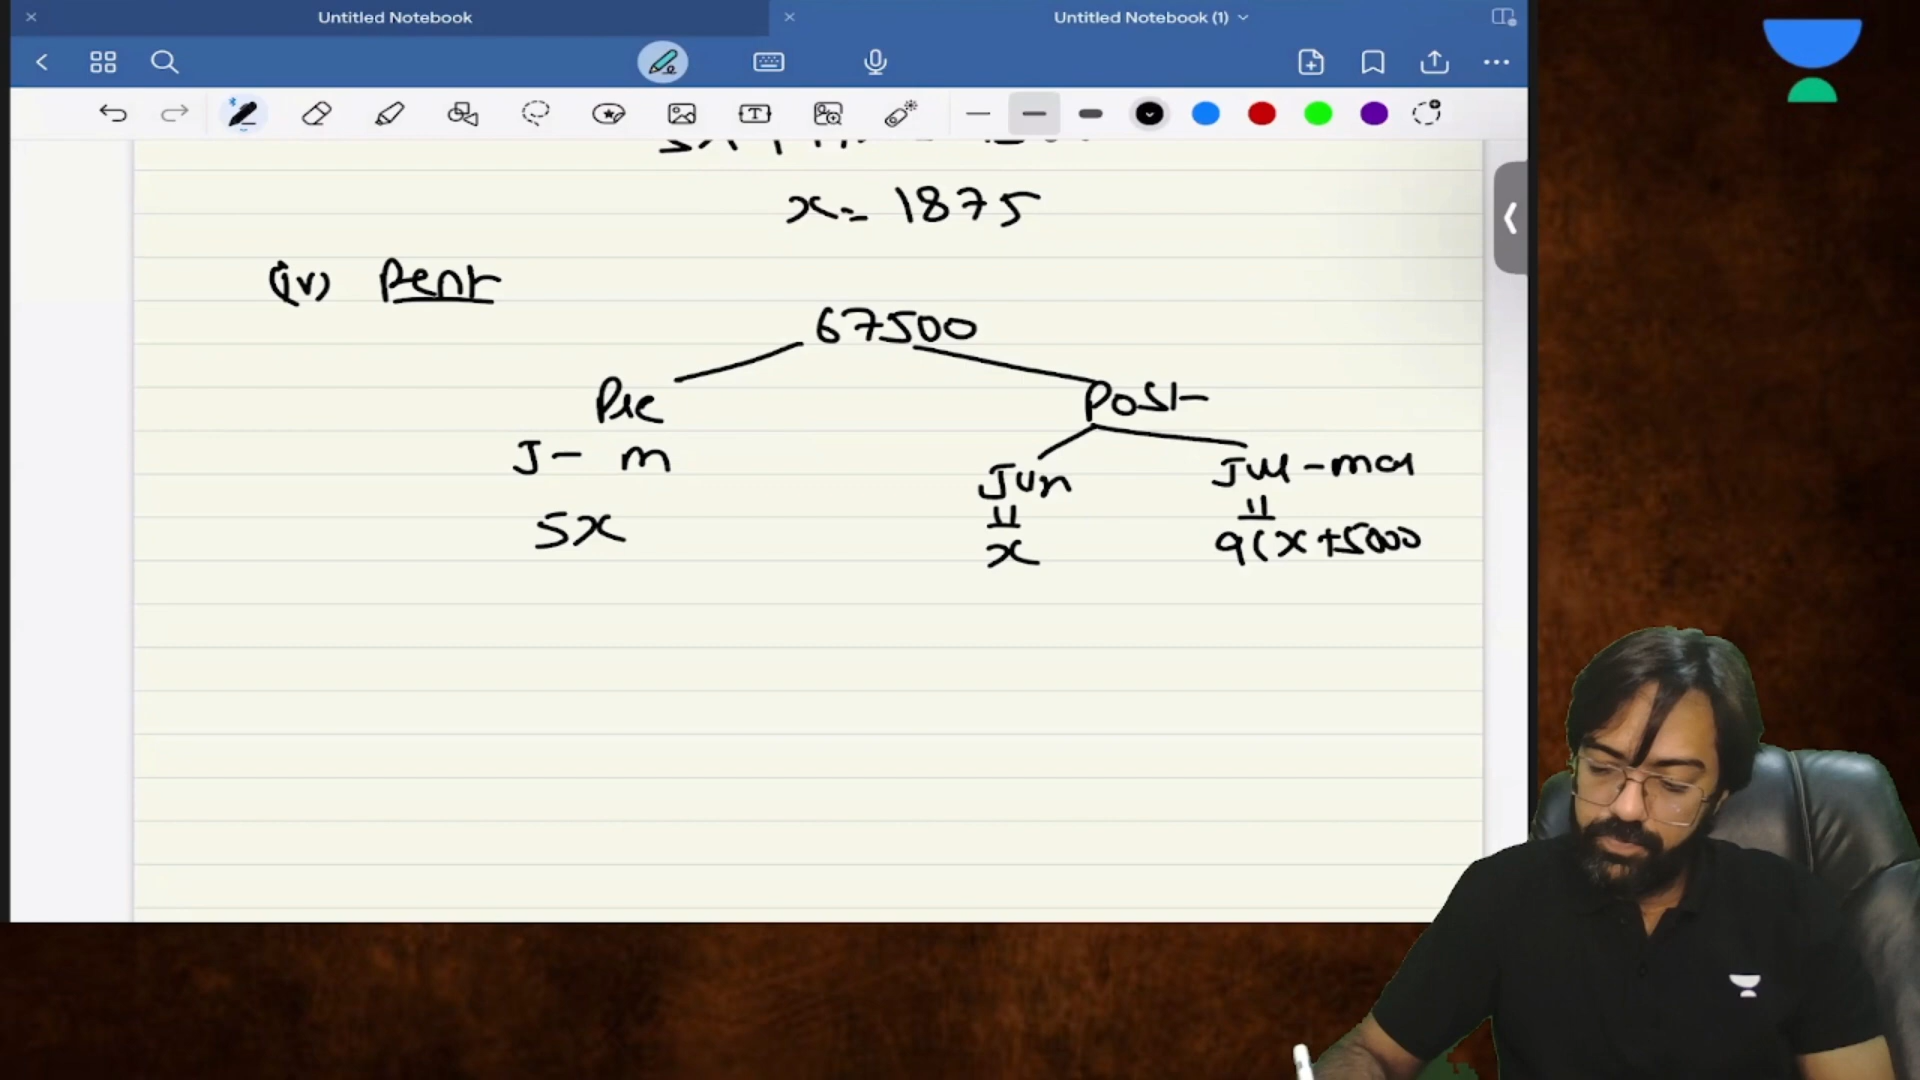 Untitled Notebook
Untitled Notebook (1)
x = 1875
(iv) Rent
67500
Pre
Post
J - m
Jun
Jul - mar
5x
x
9(x+5000